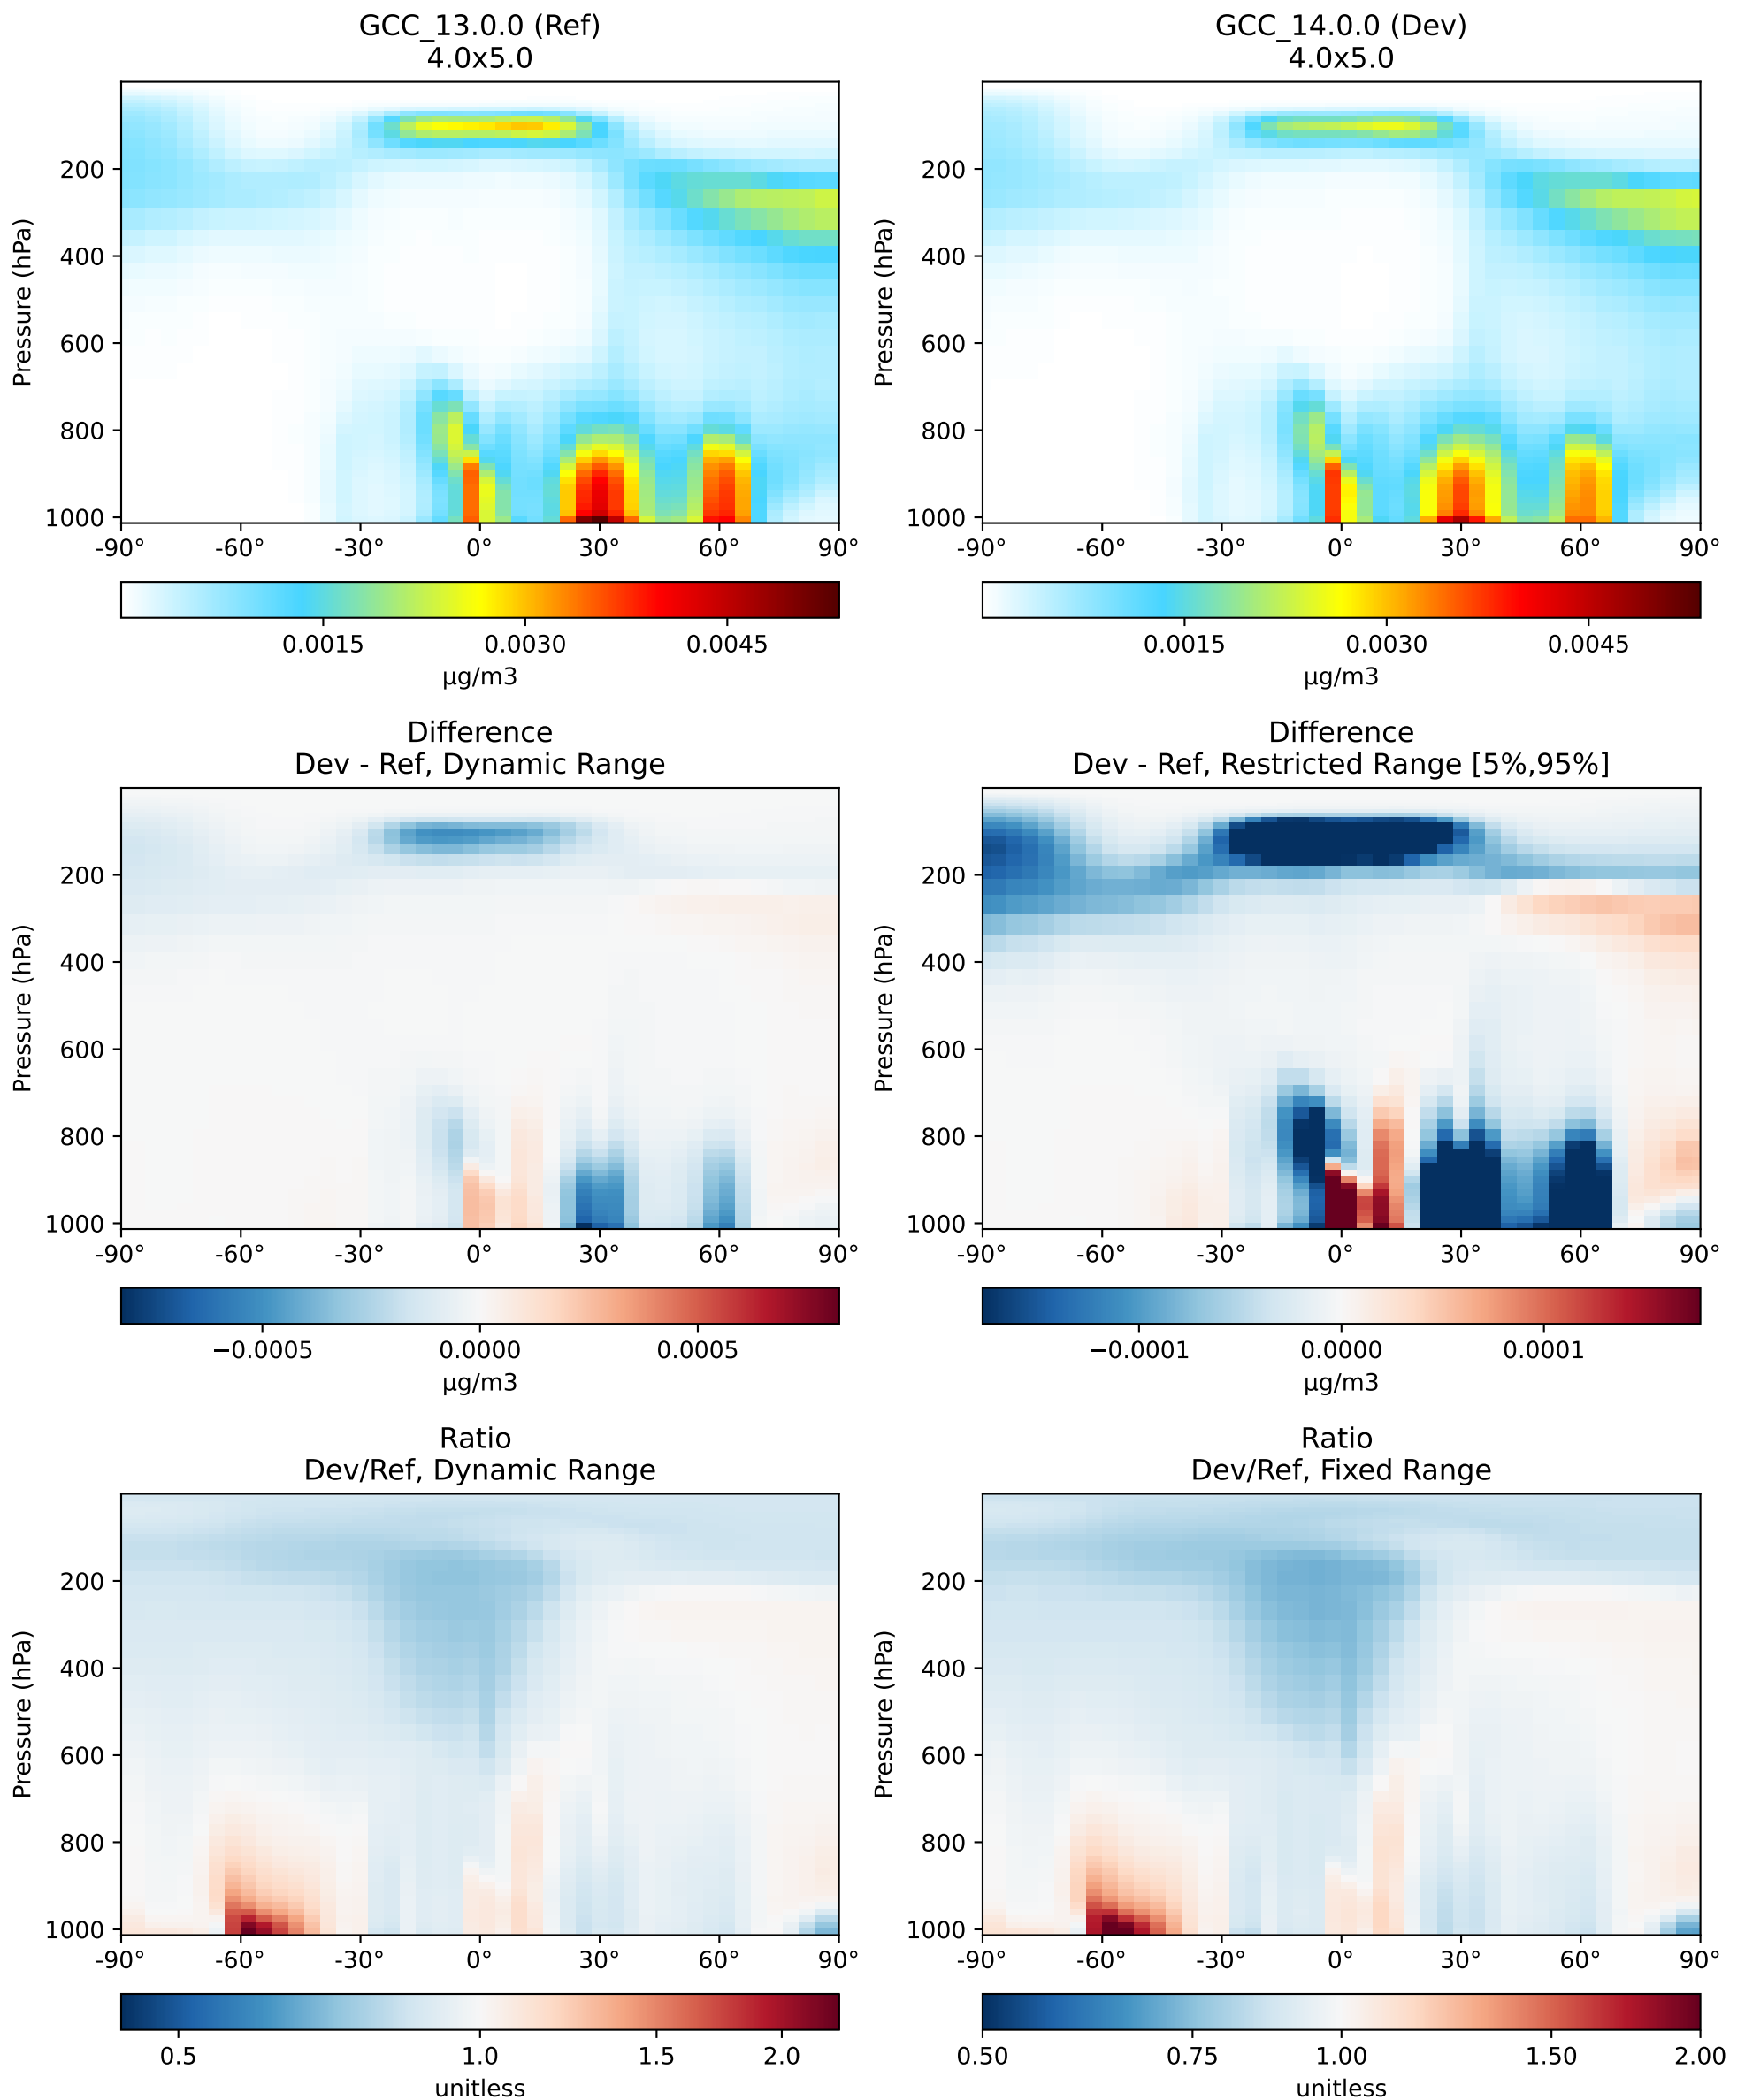 GCC_13.0.0 (Ref)
4.0x5.0
Pressure (hPa)
200
400
600
800
1000
-90° -60° -30° 0° 30° 60° 90°
0.0015 0.0030 0.0045
µg/m3
GCC_14.0.0 (Dev)
4.0x5.0
Pressure (hPa)
200
400
600
800
1000
-90° -60° -30° 0° 30° 60° 90°
0.0015 0.0030 0.0045
µg/m3
Difference
Dev - Ref, Dynamic Range
Pressure (hPa)
200
400
600
800
1000
-90° -60° -30° 0° 30° 60° 90°
−0.0005 0.0000 0.0005
µg/m3
Difference
Dev - Ref, Restricted Range [5%,95%]
Pressure (hPa)
200
400
600
800
1000
-90° -60° -30° 0° 30° 60° 90°
−0.0001 0.0000 0.0001
µg/m3
Ratio
Dev/Ref, Dynamic Range
Pressure (hPa)
200
400
600
800
1000
-90° -60° -30° 0° 30° 60° 90°
0.5 1.0 1.5 2.0
unitless
Ratio
Dev/Ref, Fixed Range
Pressure (hPa)
200
400
600
800
1000
-90° -60° -30° 0° 30° 60° 90°
0.50 0.75 1.00 1.50 2.00
unitless